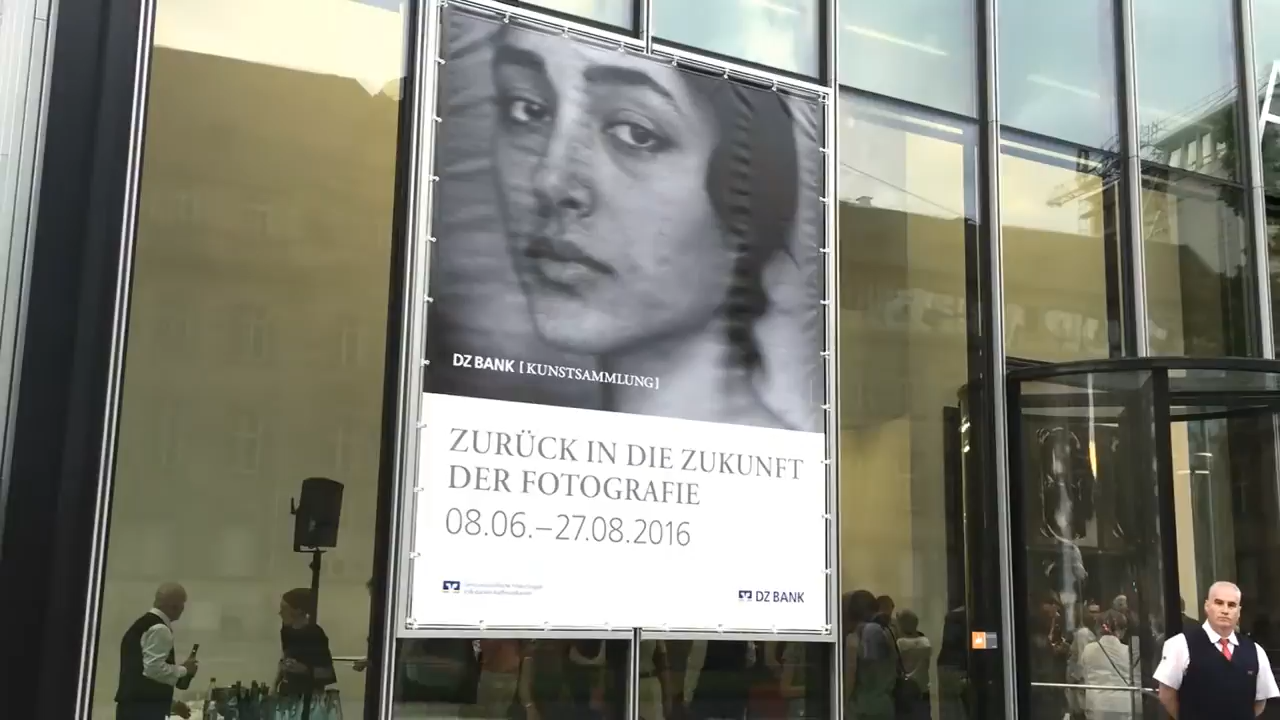 DZ BANK [KUNSTSAMMLUNG]
ZURÜCK IN DIE ZUKUNFT
DER FOTOGRAFIE
08.06.–27.08.2016
DZ BANK